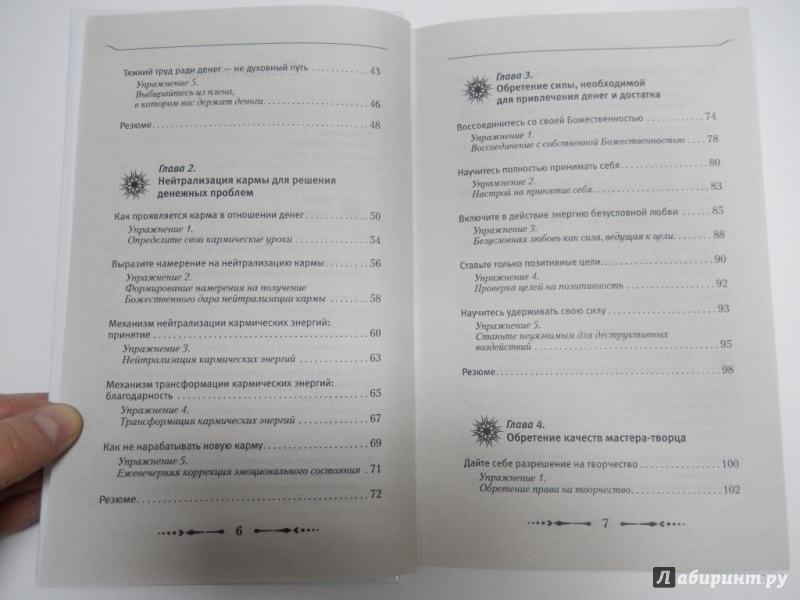 Тяжкий труд ради денег — не духовный путь 43
Упражнение 5.
Выбирайтесь из плена,
в котором вас держат деньги 46
Резюме 48
Глава 2.
Нейтрализация кармы для решения
денежных проблем
Как проявляется карма в отношении денег 50
Упражнение 1.
Определите свои кармические уроки 54
Выразите намерение на нейтрализацию кармы 56
Упражнение 2.
Формирование намерения на получение
Божественного дара нейтрализации кармы 58
Механизм нейтрализации кармических энергий:
принятие 60
Упражнение 3.
Нейтрализация кармических энергий 63
Механизм трансформации кармических энергий:
благодарность 65
Упражнение 4.
Трансформация кармических энергий 67
Как не нарабатывать новую карму 69
Упражнение 5.
Ежевечерняя коррекция эмоционального состояния 71
Резюме 72
6
Глава 3.
Обретение силы, необходимой
для привлечения денег и достатка
Воссоединитесь со своей Божественностью 74
Упражнение 1.
Воссоединение с собственной Божественностью 78
Научитесь полностью принимать себя 80
Упражнение 2.
Настрой на принятие себя 83
Включите в действие энергию безусловной любви 85
Упражнение 3.
Безусловная любовь как сила, ведущая к цели 88
Ставьте только позитивные цели 90
Упражнение 4.
Проверка целей на позитивность 92
Научитесь удерживать свою силу 93
Упражнение 5.
Станьте неуязвимым для деструктивных
воздействий 95
Резюме 98
Глава 4.
Обретение качеств мастера-творца
Дайте себе разрешение на творчество 100
Упражнение 1.
Обретение права на творчество 102
7
Лабиринт.ру